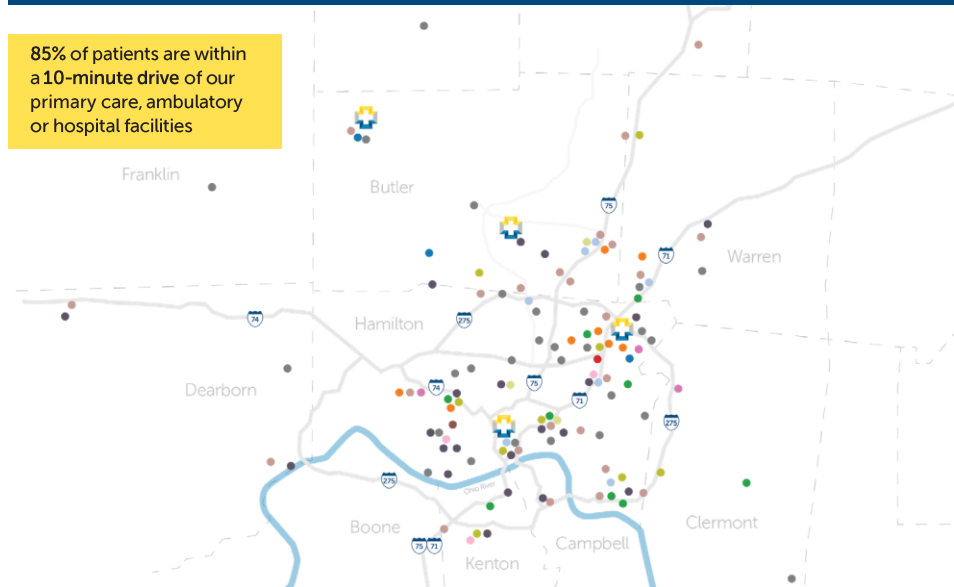 85% of patients are within
a 10-minute drive of our
primary care, ambulatory
or hospital facilities
Franklin
Butler
75
71
Warren
74
Hamilton
275
Dearborn
74
75
71
275
275
Ohio River
Boone
Clermont
75 71
Campbell
Kenton